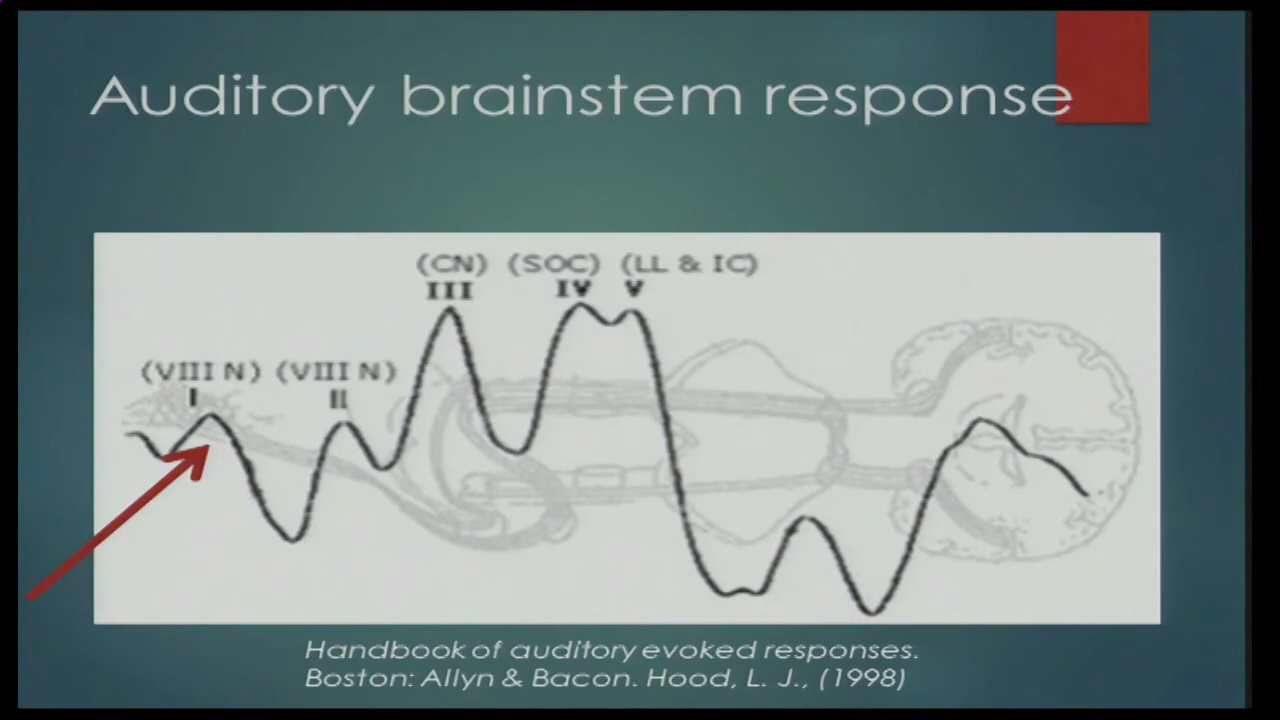 Auditory brainstem response
(CN) (SOC) (LL & IC)
III IV V
(VIII N) (VIII N)
I II
Handbook of auditory evoked responses.
Boston: Allyn & Bacon. Hood, L. J., (1998)